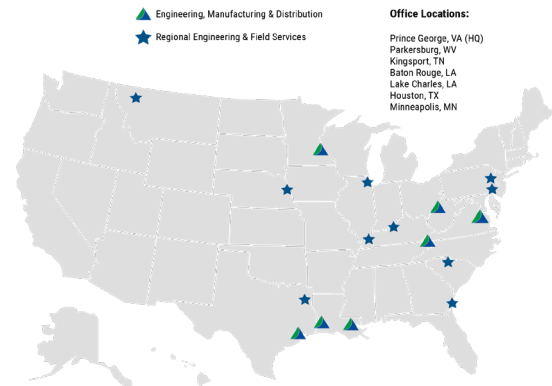 Engineering, Manufacturing & Distribution
Regional Engineering & Field Services
Office Locations:
Prince George, VA (HQ)
Parkersburg, WV
Kingsport, TN
Baton Rouge, LA
Lake Charles, LA
Houston, TX
Minneapolis, MN